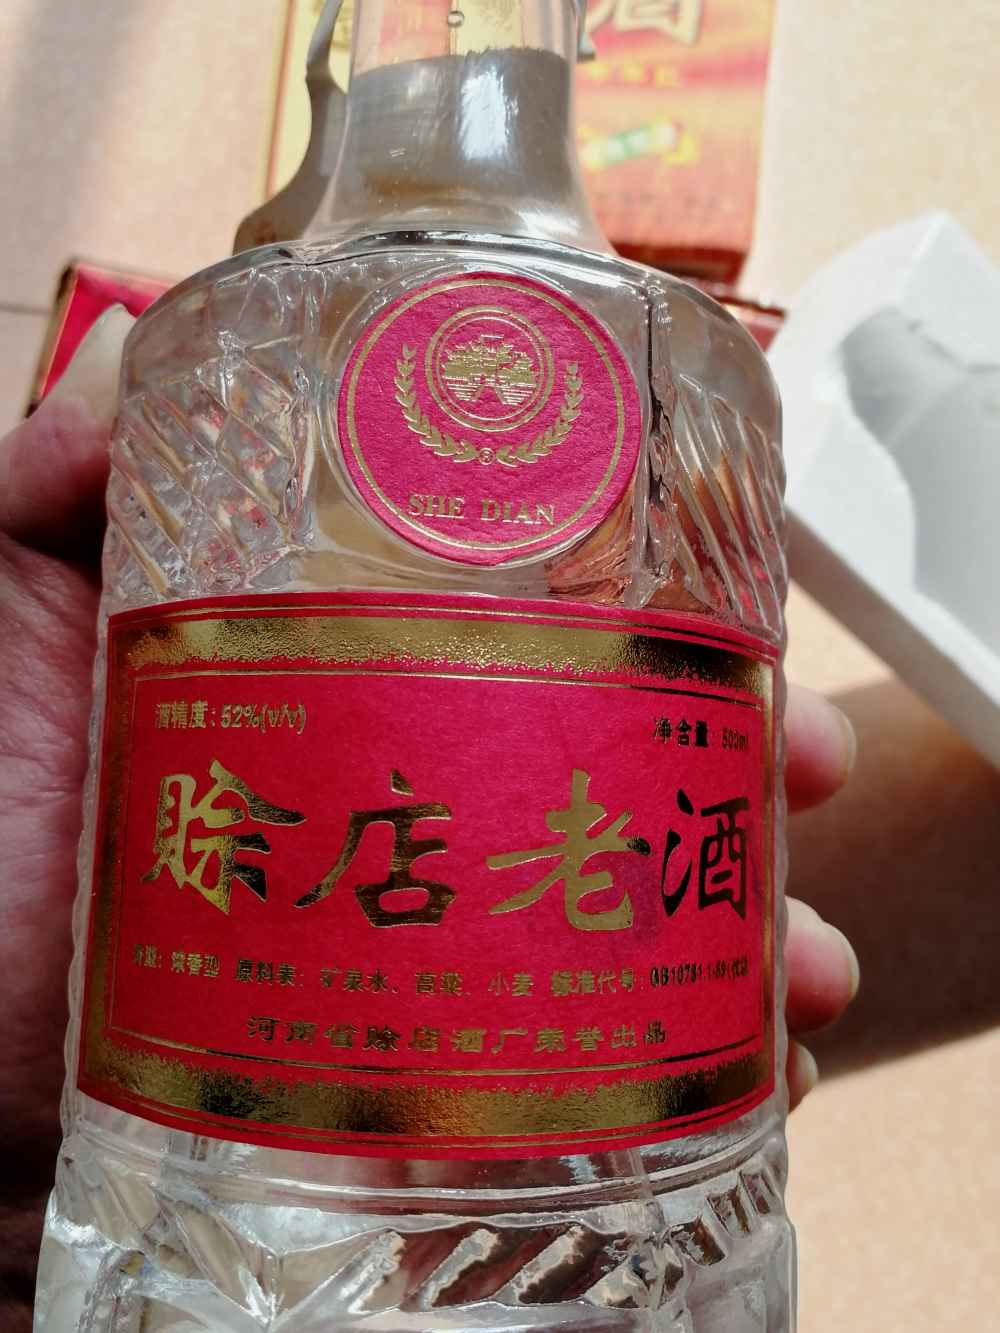 酒
SHE DIAN
酒精度:52%(v/v)
净含量:500ml
赊店老酒
香型:浓香型 原料表:矿泉水、高粱、小麦 标准代号:GB10781.1-89(优级
河南省赊店酒厂荣誉出品